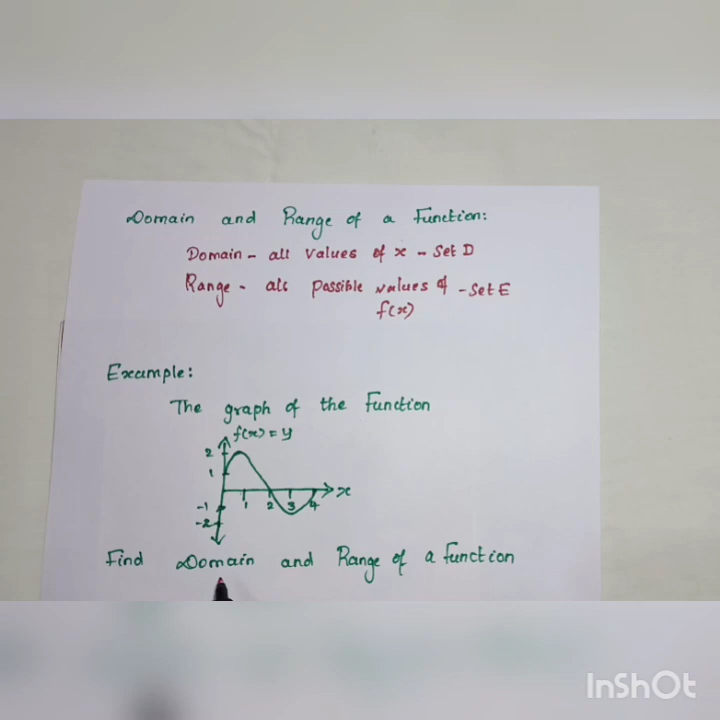 Domain and Range of a Function:
Domain - all values of x - Set D
Range - all possible values of - Set E
f(x)
Example:
The graph of the Function
f(x) = y
2
1
x
-1
1 2 3 4
-2
Find Domain and Range of a function
InShOt